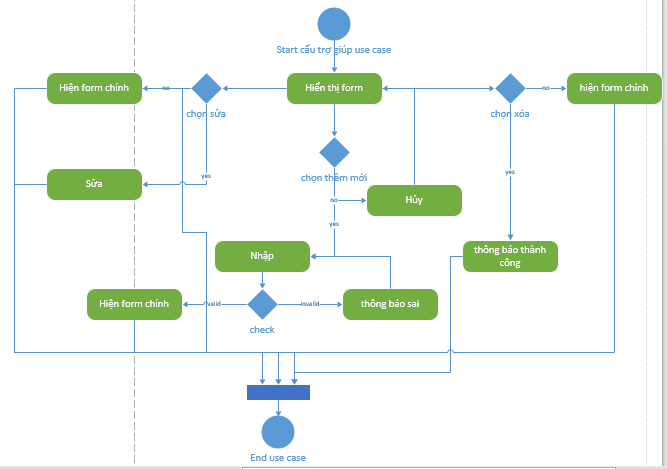 Start cấu trợ giúp use case
Hiện form chính
no
Hiển thị form
no
hiện form chính
chọn sửa
chọn xóa
chọn thêm mới
yes
yes
Sửa
no
Hủy
yes
Nhập
thông báo thành
công
Hiện form chính
valid
invalid
thông báo sai
check
End use case